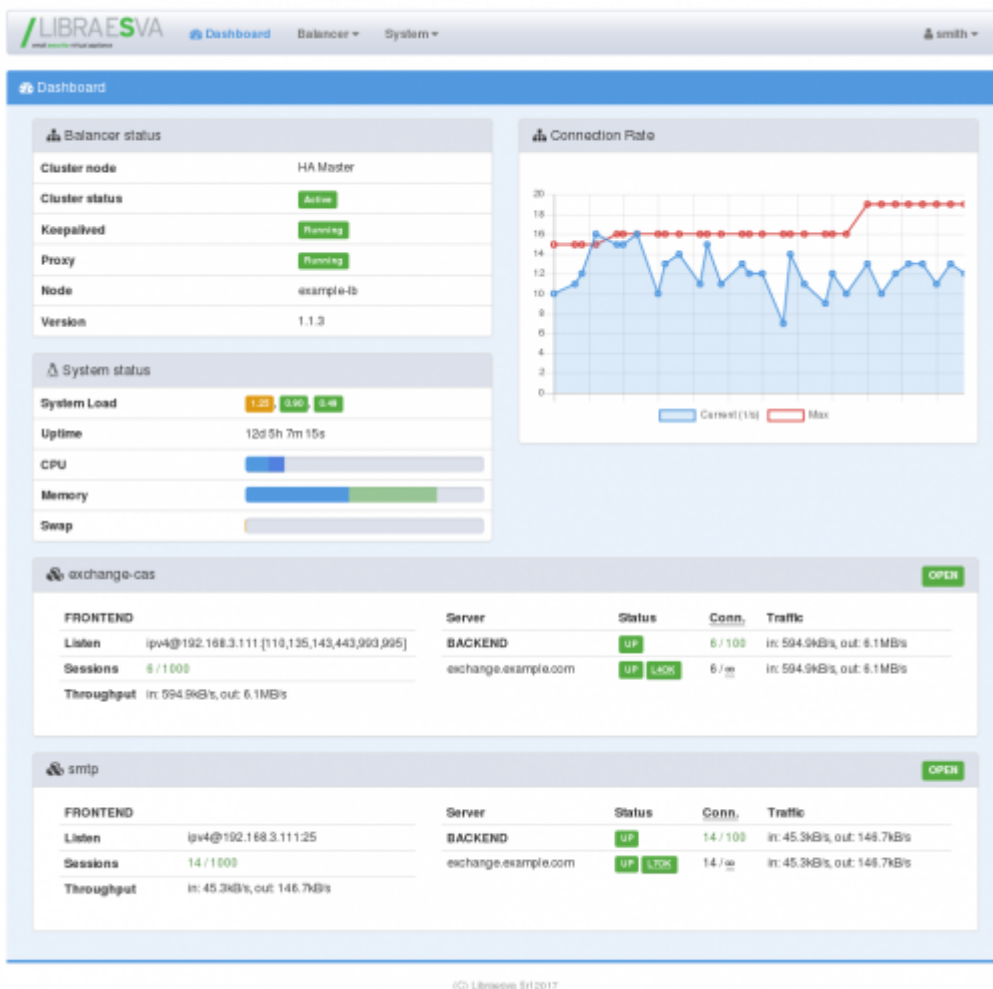 /LIBRAESVA
email security virtual appliance
Dashboard
Balancer
System
smith
Dashboard
Balancer status
Cluster node HA Master
Cluster status Active
Keepalived Running
Proxy Running
Node example-lb
Version 1.1.3
Connection Rate
20
18
16
14
12
10
8
6
4
2
0
Current (1/s) Max
System status
System Load 1.25, 0.90, 0.46
Uptime 12d 5h 7m 15s
CPU
Memory
Swap
exchange-cas OPEN
FRONTEND
Listen ipv4@192.168.3.111:[110,135,143,443,993,995]
Sessions 6 / 1000
Throughput in: 594.9kB/s, out: 6.1MB/s
Server Status Conn. Traffic
BACKEND UP 6 / 100 in: 594.9kB/s, out: 6.1MB/s
exchange.example.com UP L4OK 6 / ∞ in: 594.9kB/s, out: 6.1MB/s
smtp OPEN
FRONTEND
Listen ipv4@192.168.3.111:25
Sessions 14 / 1000
Throughput in: 45.3kB/s, out: 146.7kB/s
Server Status Conn. Traffic
BACKEND UP 14 / 100 in: 45.3kB/s, out: 146.7kB/s
exchange.example.com UP L7OK 14 / ∞ in: 45.3kB/s, out: 146.7kB/s
(C) Libraesva Srl 2017